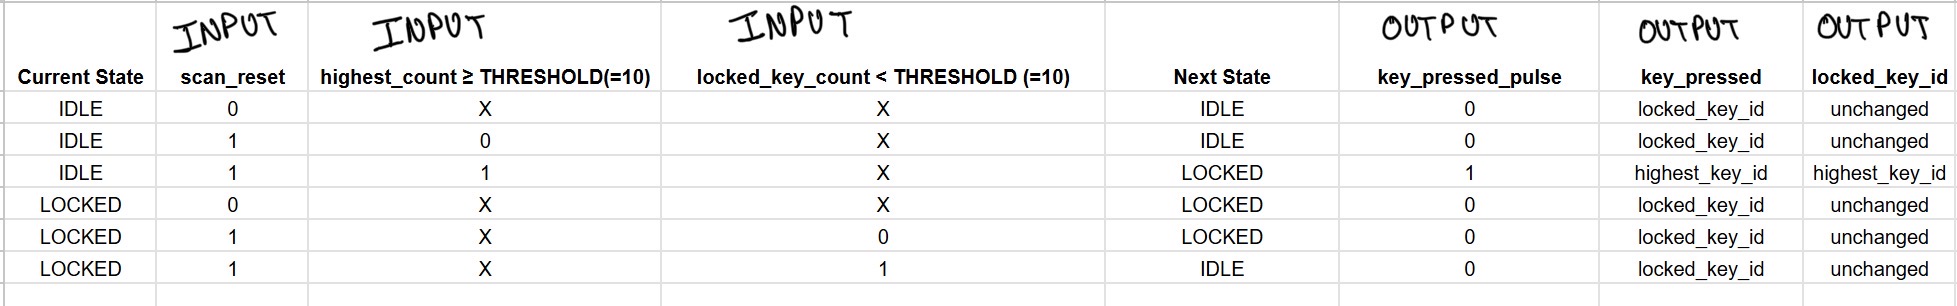 INPUT INPUT INPUT OUTPUT OUTPUT OUTPUT
Current State scan_reset highest_count ≥ THRESHOLD(=10) locked_key_count < THRESHOLD (=10) Next State key_pressed_pulse key_pressed locked_key_id
IDLE 0 X X IDLE 0 locked_key_id unchanged
IDLE 1 0 X IDLE 0 locked_key_id unchanged
IDLE 1 1 X LOCKED 1 highest_key_id highest_key_id
LOCKED 0 X X LOCKED 0 locked_key_id unchanged
LOCKED 1 X 0 LOCKED 0 locked_key_id unchanged
LOCKED 1 X 1 IDLE 0 locked_key_id unchanged